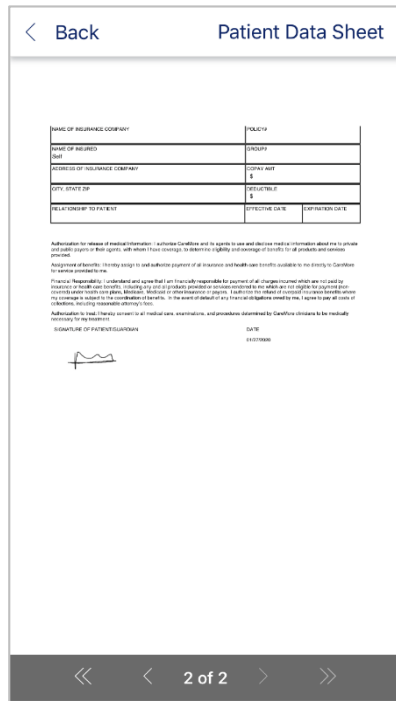 Back
Patient Data Sheet
NAME OF INSURANCE COMPANY
POLICY#
NAME OF INSURED
Self
GROUP#
ADDRESS OF INSURANCE COMPANY
COPAY AMT
$
CITY, STATE ZIP
DEDUCTIBLE
$
RELATIONSHIP TO PATIENT
EFFECTIVE DATE
EXPIRATION DATE
Authorization for release of medical information: I authorize CareMore and its agents to use and disclose medical information about me to private
and public payers or their agents, with whom I have coverage, to determine eligibility and coverage of benefits for all products and services
provided.
Assignment of benefits: I hereby assign to and authorize payment of all insurance and health care benefits available to me directly to CareMore
for service provided to me.
Financial Responsibility: I understand and agree that I am financially responsible for payment of all charges incurred which are not paid by
insurance or health care benefits, including any and all products provided or services rendered to me which are not eligible for payment (non-
covered) under health care plans, Medicare, Medicaid or other insurance or payers. I authorize the refund of overpaid insurance benefits where
my coverage is subject to the coordination of benefits. In the event of default of any financial obligations owed by me, I agree to pay all costs of
collections, including reasonable attorney's fees.
Authorization to treat: I hereby consent to all medical care, examinations, and procedures determined by CareMore clinicians to be medically
necessary for my treatment.
SIGNATURE OF PATIENT/GUARDIAN
DATE
2 of 2